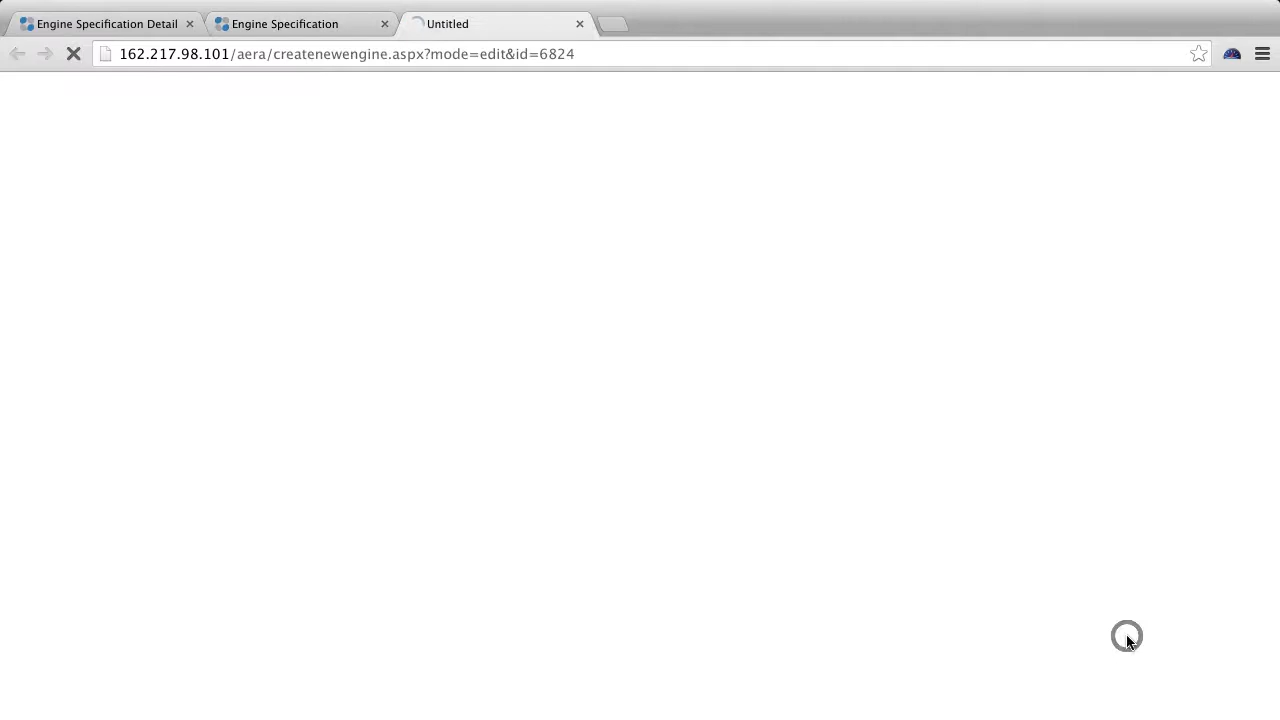 Engine Specification Detail
Engine Specification
Untitled
162.217.98.101/aera/createnewengine.aspx?mode=edit&id=6824